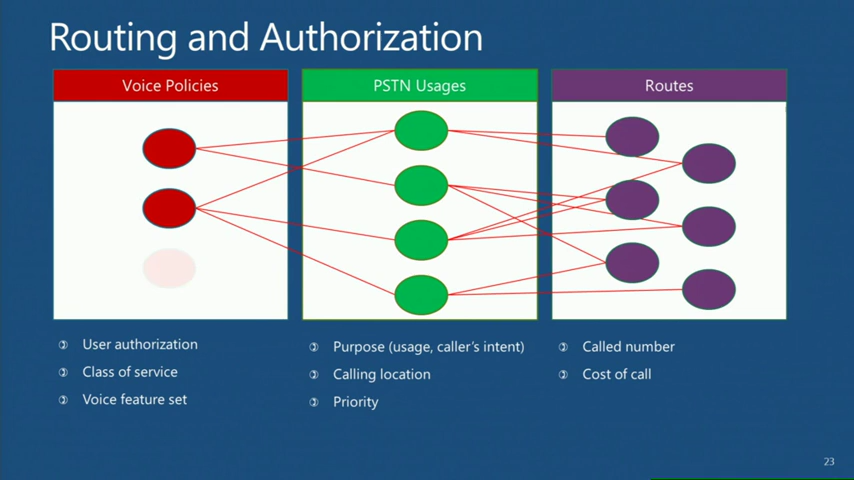 Routing and Authorization
Voice Policies
PSTN Usages
Routes
User authorization
Class of service
Voice feature set
Purpose (usage, caller's intent)
Calling location
Priority
Called number
Cost of call
23